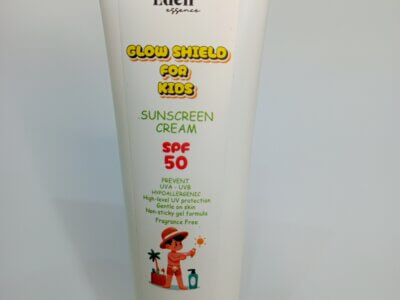 Eden
essence
GLOW SHIELD
FOR
KIDS
SUNSCREEN
CREAM
SPF
50
PREVENT
UVA - UVB
HYPOALLERGENIC
High-level UV protection
Gentle on skin
Non-sticky gel formula
Fragrance Free